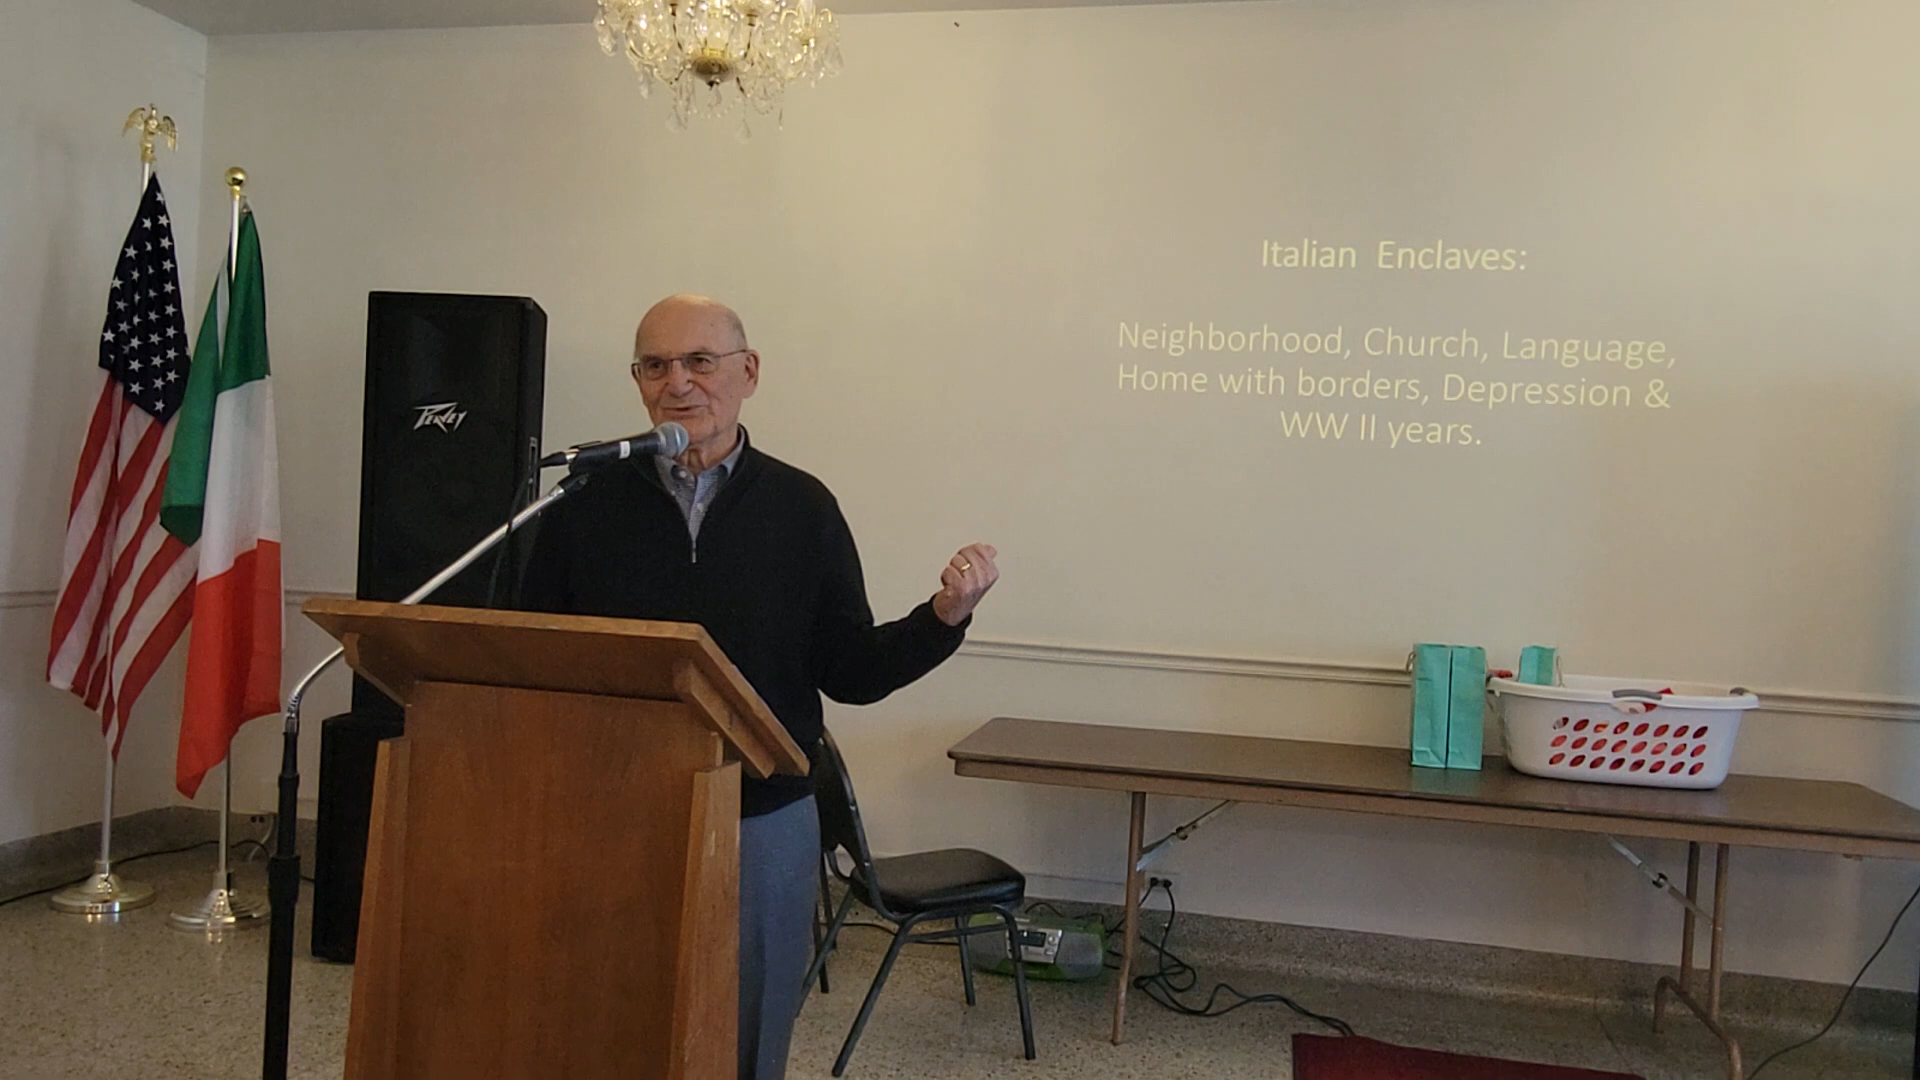 Italian Enclaves:
Neighborhood, Church, Language,
Home with borders, Depression &
WW II years.
PEAVEY